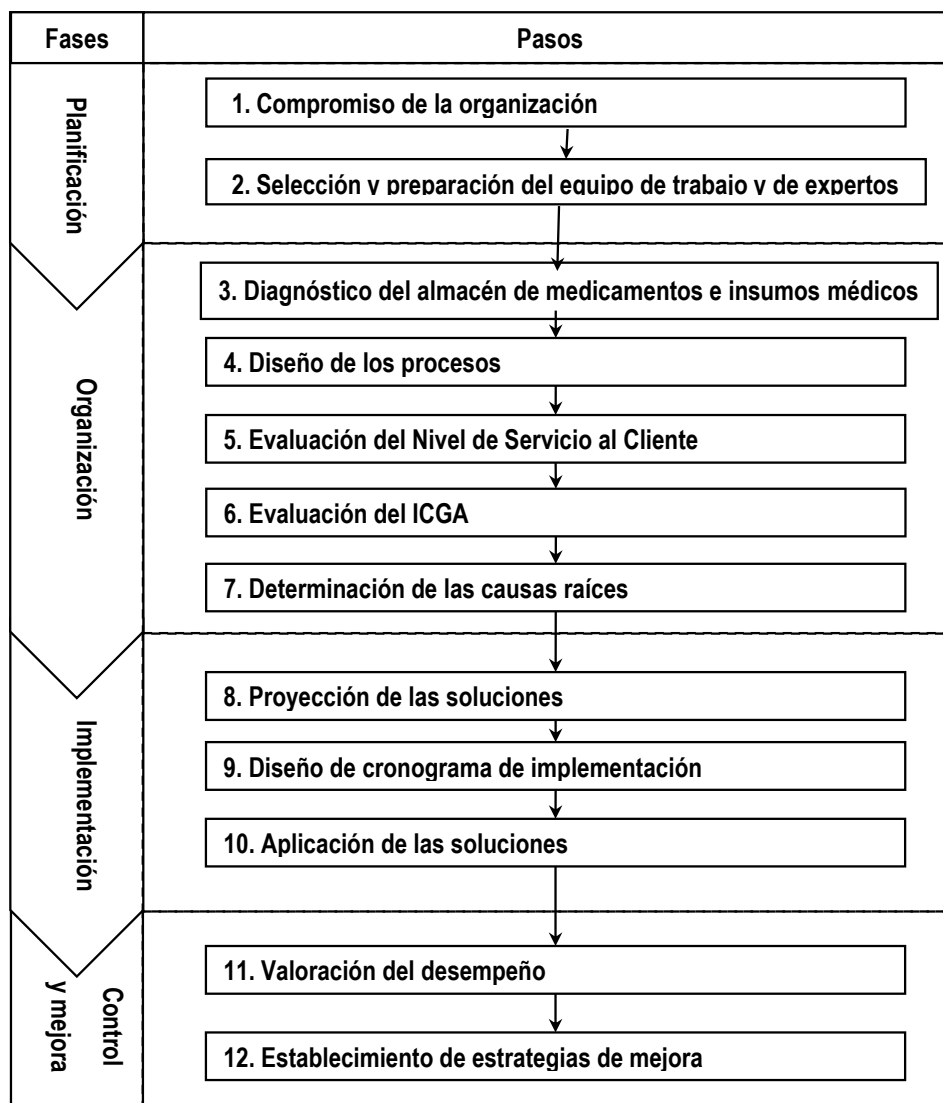 Fases
Pasos
Planificación
1. Compromiso de la organización
2. Selección y preparación del equipo de trabajo y de expertos
Organización
3. Diagnóstico del almacén de medicamentos e insumos médicos
4. Diseño de los procesos
5. Evaluación del Nivel de Servicio al Cliente
6. Evaluación del ICGA
7. Determinación de las causas raíces
Implementación
8. Proyección de las soluciones
9. Diseño de cronograma de implementación
10. Aplicación de las soluciones
Control
y mejora
11. Valoración del desempeño
12. Establecimiento de estrategias de mejora